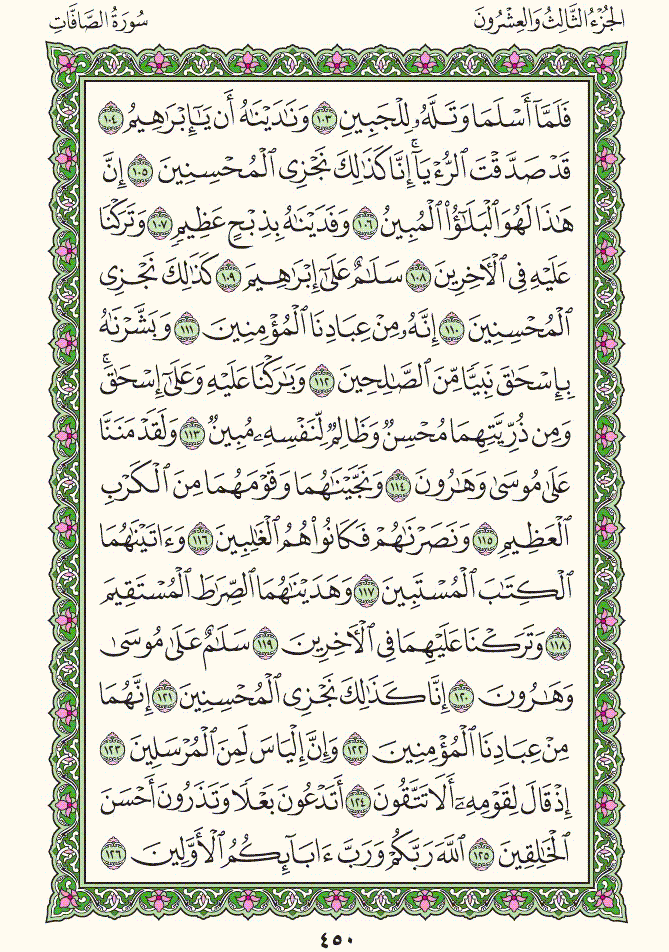 الجُزْءُ الثَّالِثُ وَالعِشْرُونَ
سُورَةُ الصَّافَّاتِ
فَلَمَّآ أَسۡلَمَا وَتَلَّهُۥ لِلۡجَبِينِ ١٠٣ وَنَٰدَيۡنَٰهُ أَن يَٰٓإِبۡرَٰهِيمُ ١٠٤
قَدۡ صَدَّقۡتَ ٱلرُّءۡيَآۚ إِنَّا كَذَٰلِكَ نَجۡزِي ٱلۡمُحۡسِنِينَ ١٠٥ إِنَّ
هَٰذَا لَهُوَ ٱلۡبَلَٰٓؤُاْ ٱلۡمُبِينُ ١٠٦ وَفَدَيۡنَٰهُ بِذِبۡحٍ عَظِيمٖ ١٠٧ وَتَرَكۡنَا
عَلَيۡهِ فِي ٱلۡأٓخِرِينَ ١٠٨ سَلَٰمٌ عَلَىٰٓ إِبۡرَٰهِيمَ ١٠٩ كَذَٰلِكَ نَجۡزِي
ٱلۡمُحۡسِنِينَ ١١٠ إِنَّهُۥ مِنۡ عِبَادِنَا ٱلۡمُؤۡمِنِينَ ١١١ وَبَشَّرۡنَٰهُ
بِإِسۡحَٰقَ نَبِيّٗا مِّنَ ٱلصَّٰلِحِينَ ١١٢ وَبَٰرَكۡنَا عَلَيۡهِ وَعَلَىٰٓ إِسۡحَٰقَۚ
وَمِن ذُرِّيَّتِهِمَا مُحۡسِنٞ وَظَالِمٞ لِّنَفۡسِهِۦ مُبِينٞ ١١٣ وَلَقَدۡ مَنَنَّا
عَلَىٰ مُوسَىٰ وَهَٰرُونَ ١١٤ وَنَجَّيۡنَٰهُمَا وَقَوۡمَهُمَا مِنَ ٱلۡكَرۡبِ
ٱلۡعَظِيمِ ١١٥ وَنَصَرۡنَٰهُمۡ فَكَانُواْ هُمُ ٱلۡغَٰلِبِينَ ١١٦ وَءَاتَيۡنَٰهُمَا
ٱلۡكِتَٰبَ ٱلۡمُسۡتَبِينَ ١١٧ وَهَدَيۡنَٰهُمَا ٱلصِّرَٰطَ ٱلۡمُسۡتَقِيمَ
١١٨ وَتَرَكۡنَا عَلَيۡهِمَا فِي ٱلۡأٓخِرِينَ ١١٩ سَلَٰمٌ عَلَىٰ مُوسَىٰ
وَهَٰرُونَ ١٢٠ إِنَّا كَذَٰلِكَ نَجۡزِي ٱلۡمُحۡسِنِينَ ١٢١ إِنَّهُمَا
مِنۡ عِبَادِنَا ٱلۡمُؤۡمِنِينَ ١٢٢ وَإِنَّ إِلۡيَاسَ لَمِنَ ٱلۡمُرۡسَلِينَ ١٢٣
إِذۡ قَالَ لِقَوۡمِهِۦٓ أَلَا تَتَّقُونَ ١٢٤ أَتَدۡعُونَ بَعۡلٗا وَتَذَرُونَ أَحۡسَنَ
ٱلۡخَٰلِقِينَ ١٢٥ ٱللَّهَ رَبَّكُمۡ وَرَبَّ ءَابَآئِكُمُ ٱلۡأَوَّلِينَ ١٢٦
٤٥٠